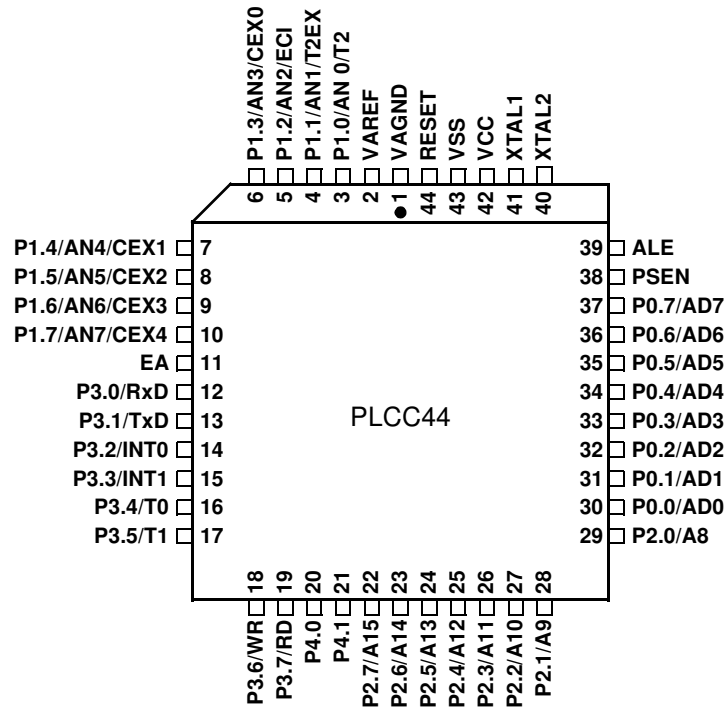 P1.3/AN3/CEX0
P1.2/AN2/ECI
P1.1/AN1/T2EX
P1.0/AN 0/T2
VAREF
VAGND
RESET
VSS
VCC
XTAL1
XTAL2
6
5
4
3
2
1
44
43
42
41
40
P1.4/AN4/CEX1 7
P1.5/AN5/CEX2 8
P1.6/AN6/CEX3 9
P1.7/AN7/CEX4 10
EA 11
P3.0/RxD 12
P3.1/TxD 13
P3.2/INT0 14
P3.3/INT1 15
P3.4/T0 16
P3.5/T1 17
PLCC44
39 ALE
38 PSEN
37 P0.7/AD7
36 P0.6/AD6
35 P0.5/AD5
34 P0.4/AD4
33 P0.3/AD3
32 P0.2/AD2
31 P0.1/AD1
30 P0.0/AD0
29 P2.0/A8
18
19
20
21
22
23
24
25
26
27
28
P3.6/WR
P3.7/RD
P4.0
P4.1
P2.7/A15
P2.6/A14
P2.5/A13
P2.4/A12
P2.3/A11
P2.2/A10
P2.1/A9